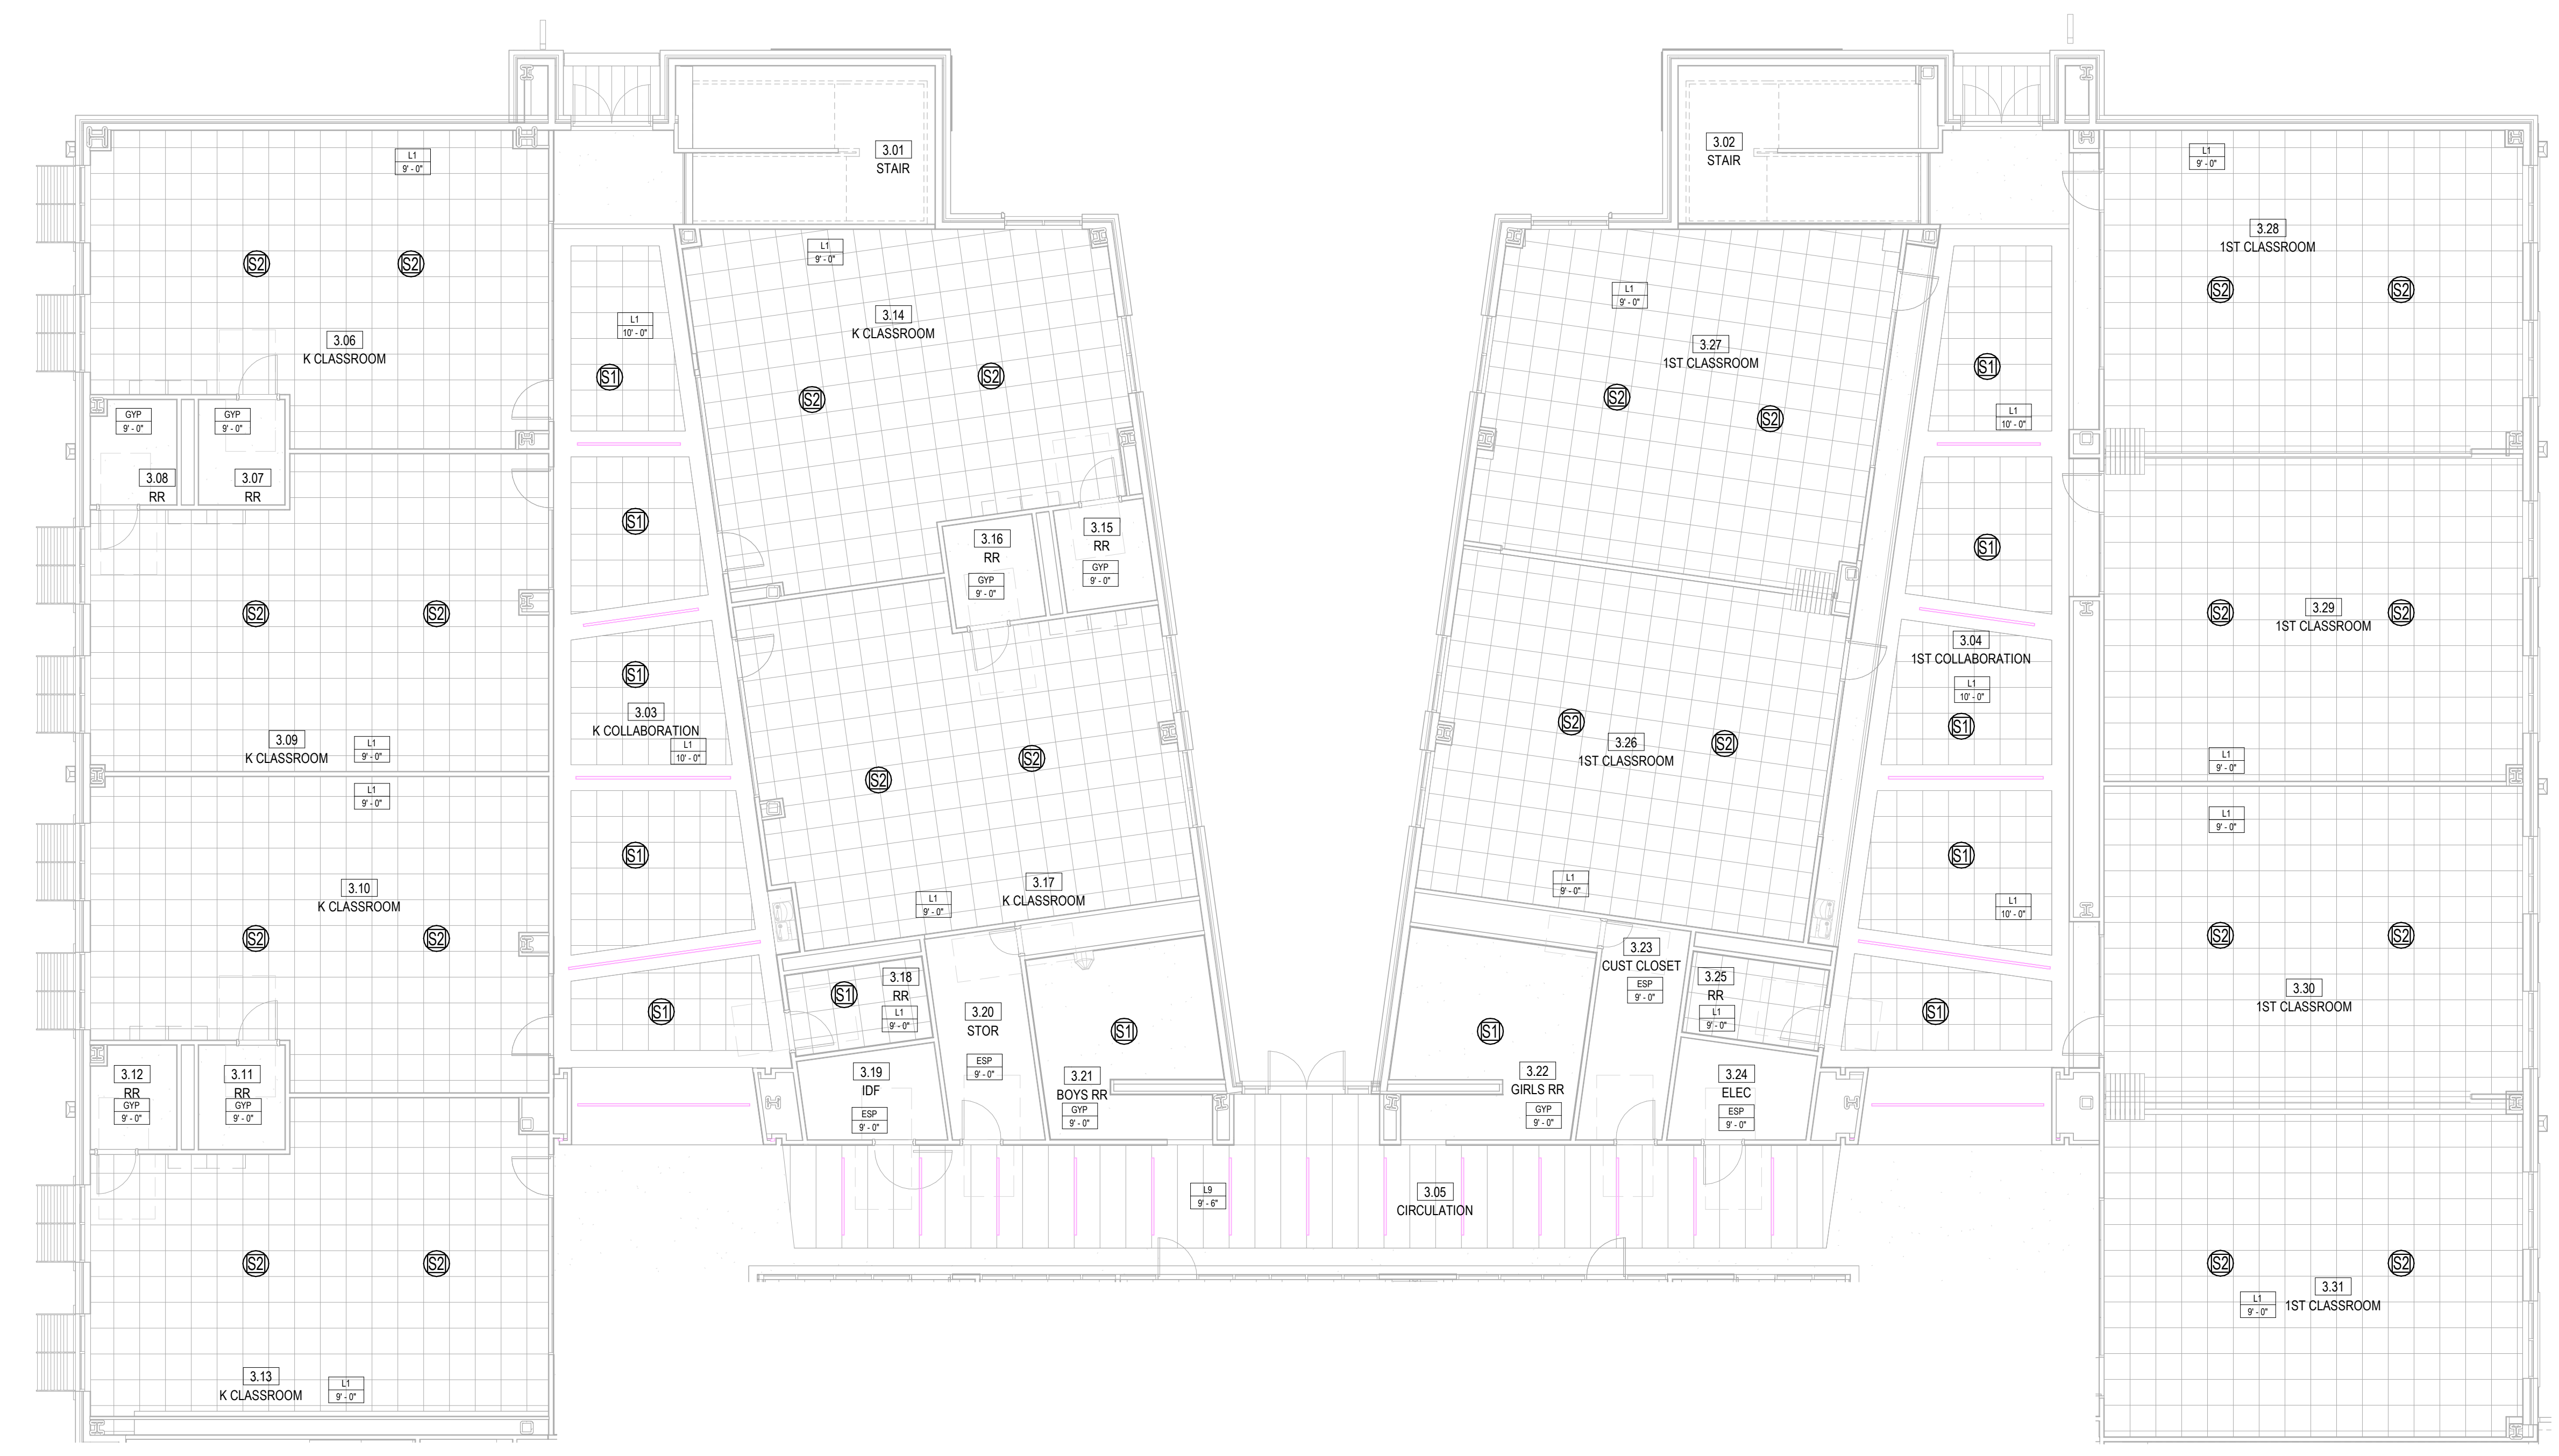 3.01
STAIR
3.02
STAIR
L1
9' - 0"
L1
9' - 0"
L1
9' - 0"
3.28
1ST CLASSROOM
S2
S2
L1
10' - 0"
3.14
K CLASSROOM
L1
9' - 0"
S2
S2
3.06
K CLASSROOM
S1
S2
S2
3.27
1ST CLASSROOM
S2
S2
S1
L1
10' - 0"
GYP
9' - 0"
GYP
9' - 0"
3.08
RR
3.07
RR
S1
3.16
RR
GYP
9' - 0"
3.15
RR
GYP
9' - 0"
S1
S2
S2
S2
3.29
1ST CLASSROOM
S2
S1
3.03
K COLLABORATION
L1
10' - 0"
3.04
1ST COLLABORATION
L1
10' - 0"
S1
3.09
K CLASSROOM
L1
9' - 0"
S2
S2
S2
3.26
1ST CLASSROOM
S2
L1
9' - 0"
L1
9' - 0"
L1
9' - 0"
S1
S1
3.10
K CLASSROOM
S2
S2
3.17
K CLASSROOM
L1
9' - 0"
L1
9' - 0"
L1
10' - 0"
S2
S2
3.30
1ST CLASSROOM
S1
S1
3.18
RR
L1
9' - 0"
3.20
STOR
ESP
9' - 0"
S1
3.21
BOYS RR
GYP
9' - 0"
S1
3.22
GIRLS RR
GYP
9' - 0"
3.23
CUST CLOSET
ESP
9' - 0"
3.25
RR
L1
9' - 0"
S1
3.12
RR
GYP
9' - 0"
3.11
RR
GYP
9' - 0"
3.19
IDF
ESP
9' - 0"
3.24
ELEC
ESP
9' - 0"
L9
9' - 6"
3.05
CIRCULATION
S2
S2
S2
S2
L1
9' - 0"
3.31
1ST CLASSROOM
3.13
K CLASSROOM
L1
9' - 0"